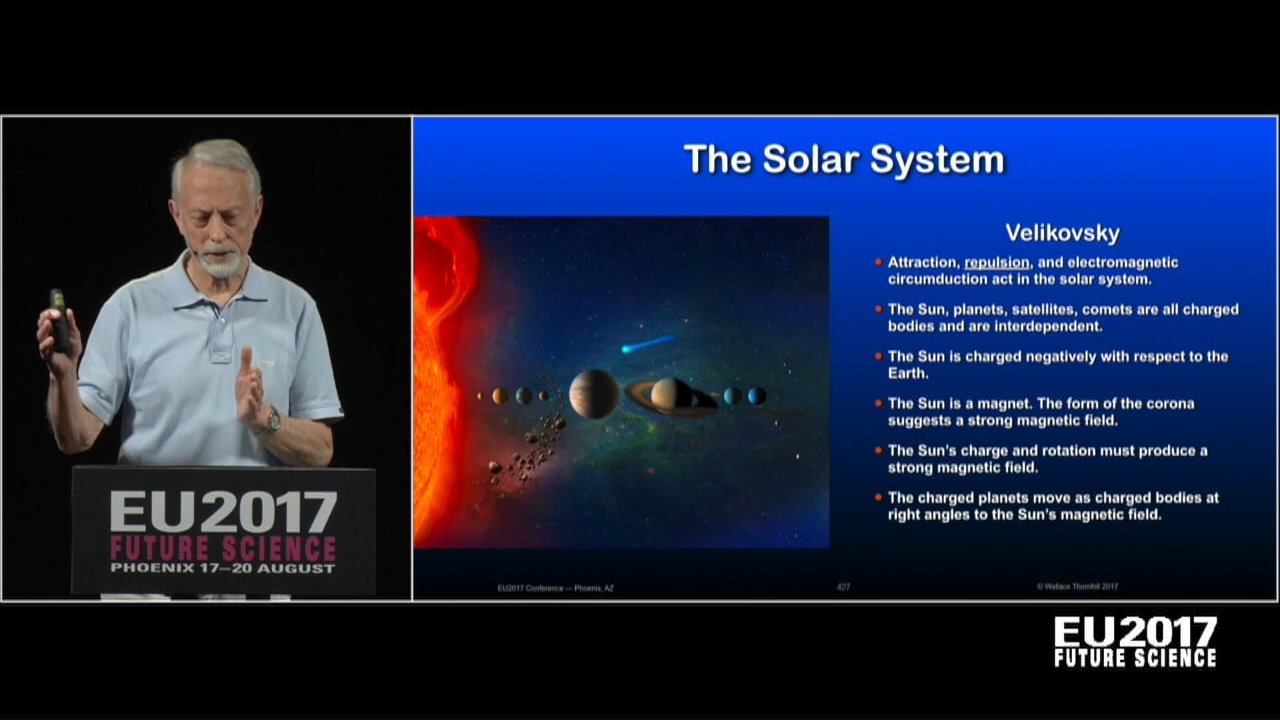 The Solar System
Velikovsky
Attraction, repulsion, and electromagnetic
circumduction act in the solar system.
The Sun, planets, satellites, comets are all charged
bodies and are interdependent.
The Sun is charged negatively with respect to the
Earth.
The Sun is a magnet. The form of the corona
suggests a strong magnetic field.
The Sun's charge and rotation must produce a
strong magnetic field.
The charged planets move as charged bodies at
right angles to the Sun's magnetic field.
EU2017 Conference — Phoenix, AZ
427
© Wallace Thornhill 2017
EU2017
FUTURE SCIENCE
PHOENIX 17–20 AUGUST
EU2017
FUTURE SCIENCE